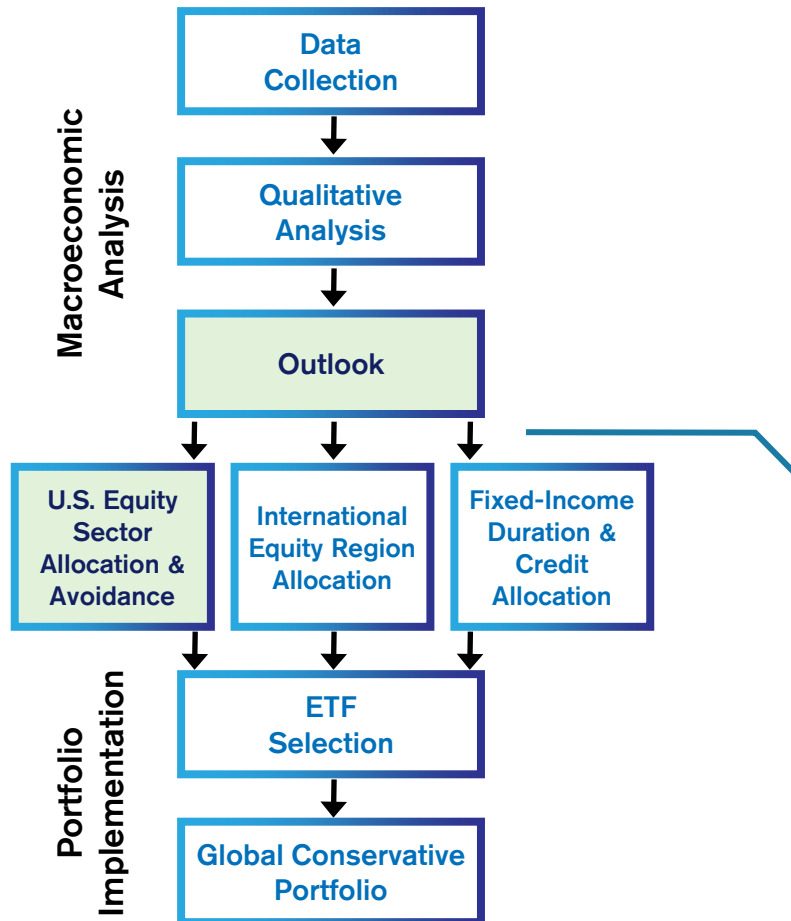 Data
Collection
Macroeconomic
Analysis
Qualitative
Analysis
Outlook
U.S. Equity
Sector
Allocation &
Avoidance
International
Equity Region
Allocation
Fixed-Income
Duration &
Credit
Allocation
Portfolio
Implementation
ETF
Selection
Global Conservative
Portfolio